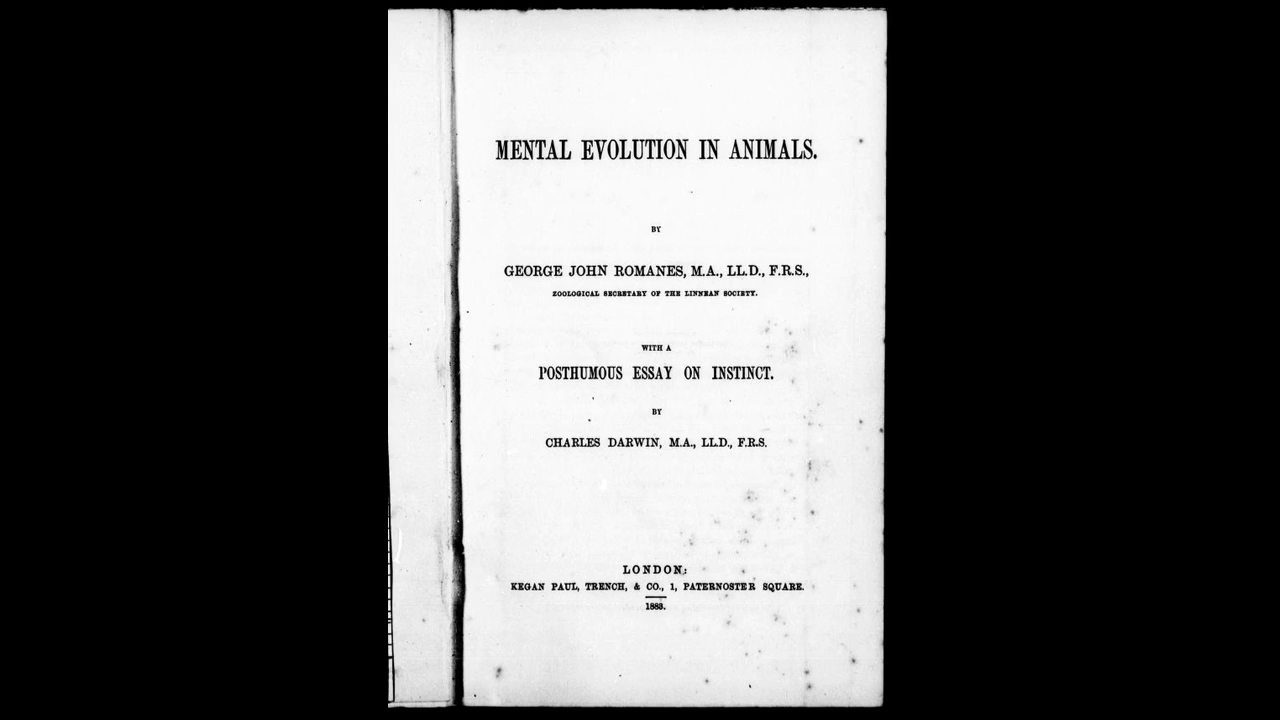 MENTAL EVOLUTION IN ANIMALS.
BY
GEORGE JOHN ROMANES, M.A., LL.D., F.R.S.,
ZOOLOGICAL SECRETARY OF THE LINNEAN SOCIETY.
WITH A
POSTHUMOUS ESSAY ON INSTINCT.
BY
CHARLES DARWIN, M.A., LL.D., F.R.S.
LONDON:
KEGAN PAUL, TRENCH, & CO., 1, PATERNOSTER SQUARE.
1883.